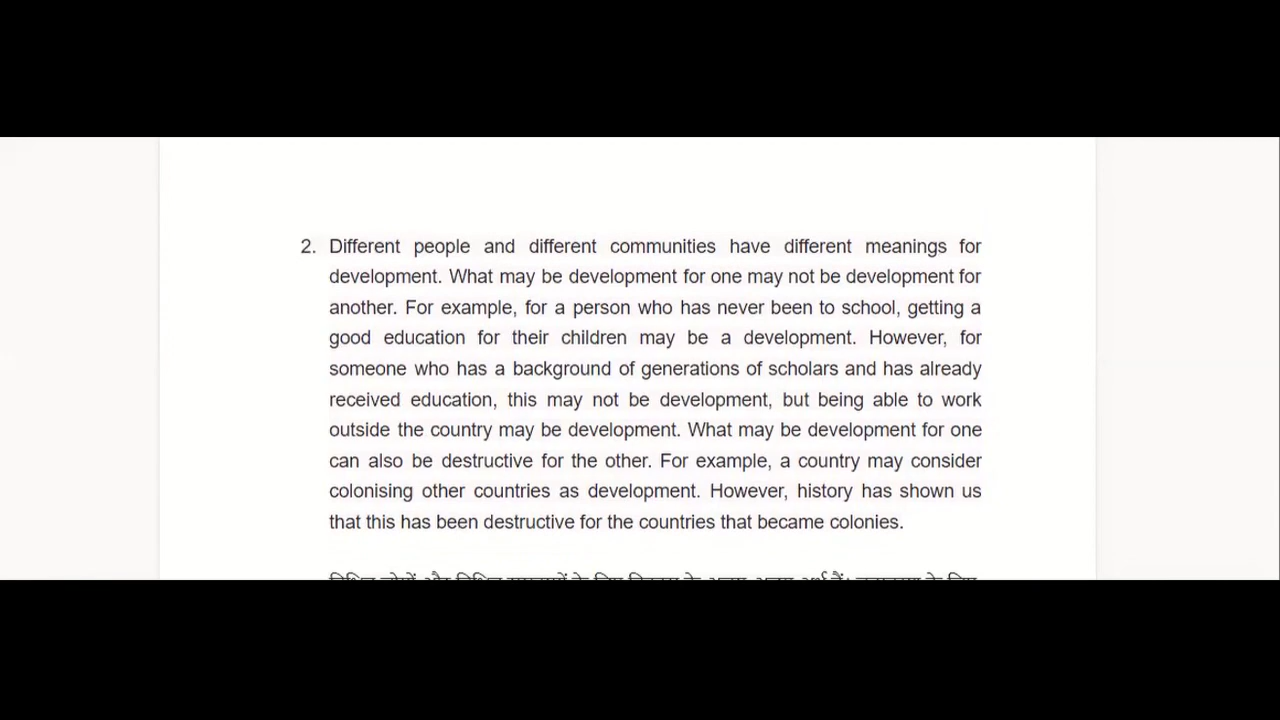 2. Different people and different communities have different meanings for
development. What may be development for one may not be development for
another. For example, for a person who has never been to school, getting a
good education for their children may be a development. However, for
someone who has a background of generations of scholars and has already
received education, this may not be development, but being able to work
outside the country may be development. What may be development for one
can also be destructive for the other. For example, a country may consider
colonising other countries as development. However, history has shown us
that this has been destructive for the countries that became colonies.